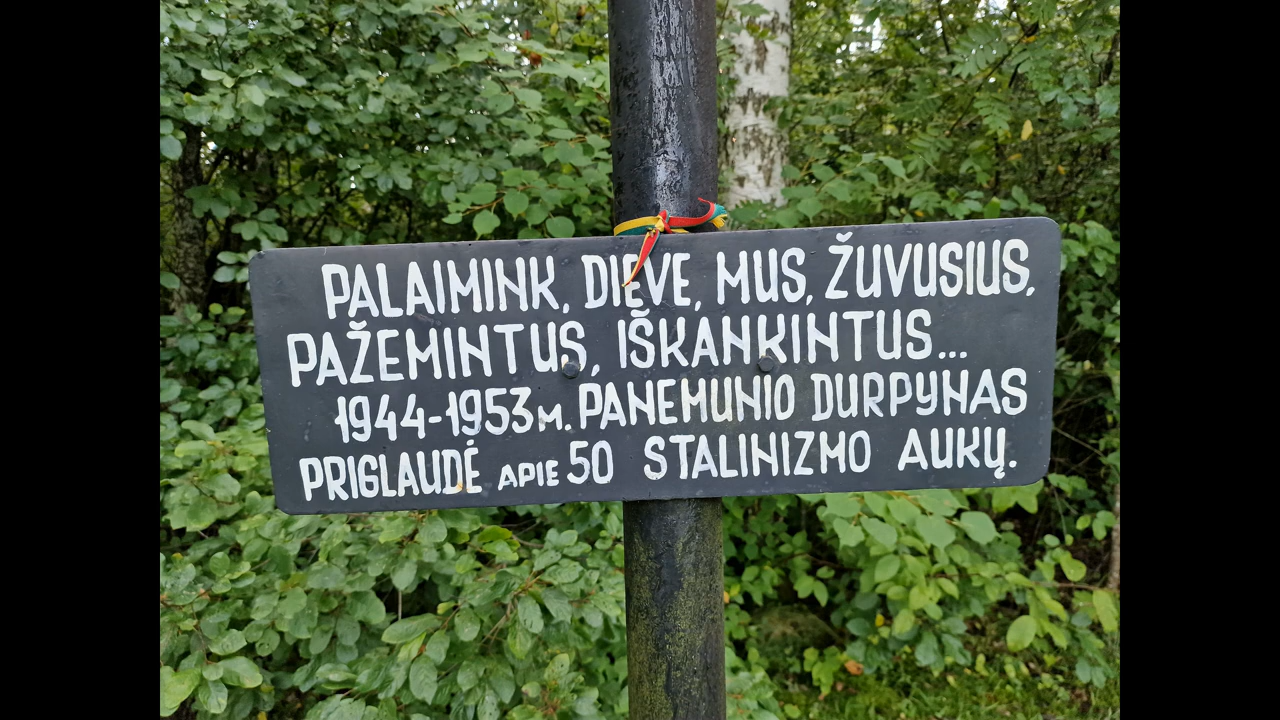 PALAIMINK, DIEVE, MUS, ŽUVUSIUS,
PAŽEMINTUS, IŠKANKINTUS...
1944-1953 M. PANEMUNIO DURPYNAS
PRIGLAUDĖ APIE 50 STALINIZMO AUKŲ.